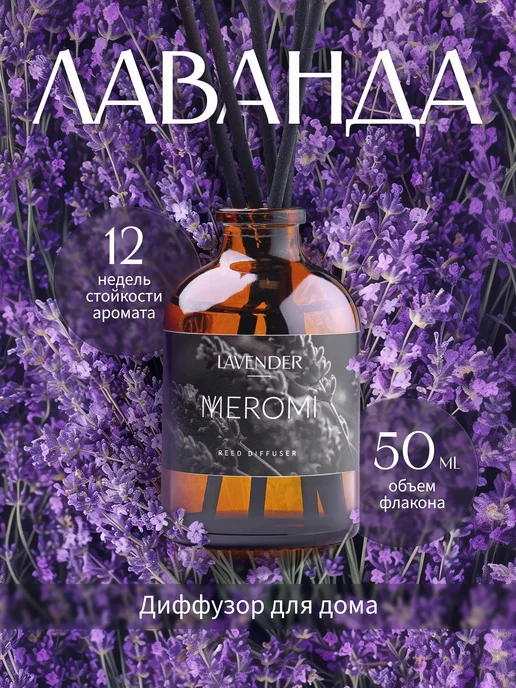 ЛАВАНДА
12
недель
стойкости
аромата
LAVENDER
MEROMI
REED DIFFUSER
50 ML
объем
флакона
Диффузор для дома